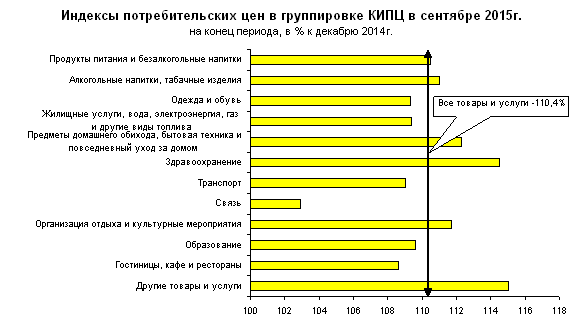 Индексы потребительских цен в группировке КИПЦ в сентябре 2015г.
на конец периода, в % к декабрю 2014г.
Продукты питания и безалкогольные напитки
Алкогольные напитки, табачные изделия
Одежда и обувь
Жилищные услуги, вода, электроэнергия, газ
и другие виды топлива
Предметы домашнего обихода, бытовая техника и
повседневный уход за домом
Здравоохранение
Транспорт
Связь
Организация отдыха и культурные мероприятия
Образование
Гостиницы, кафе и рестораны
Другие товары и услуги
Все товары и услуги -110,4%
100 102 104 106 108 110 112 114 116 118